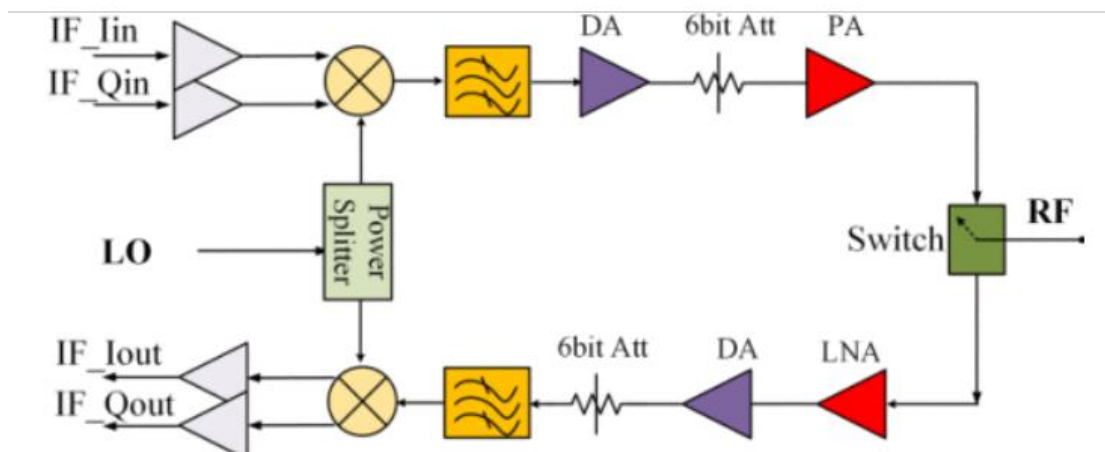 IF_Iin
IF_Qin
DA
6bit Att
PA
Power
Splitter
LO
Switch
RF
IF_Iout
IF_Qout
6bit Att
DA
LNA